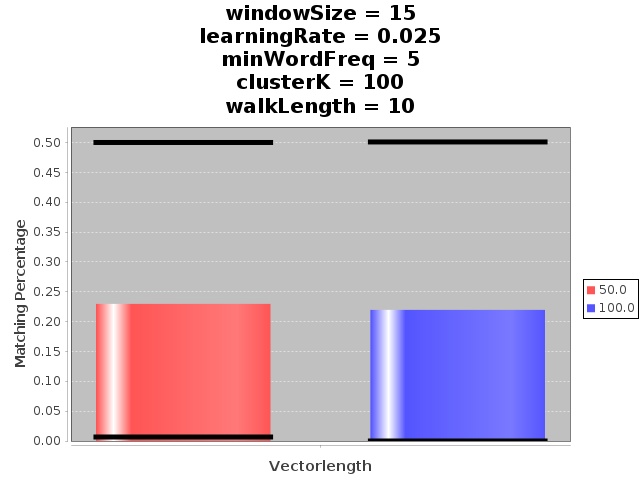 windowSize = 15
learningRate = 0.025
minWordFreq = 5
clusterK = 100
walkLength = 10
0.50
0.45
0.40
0.35
0.30
0.25
0.20
0.15
0.10
0.05
0.00
Matching Percentage
Vectorlength
50.0
100.0